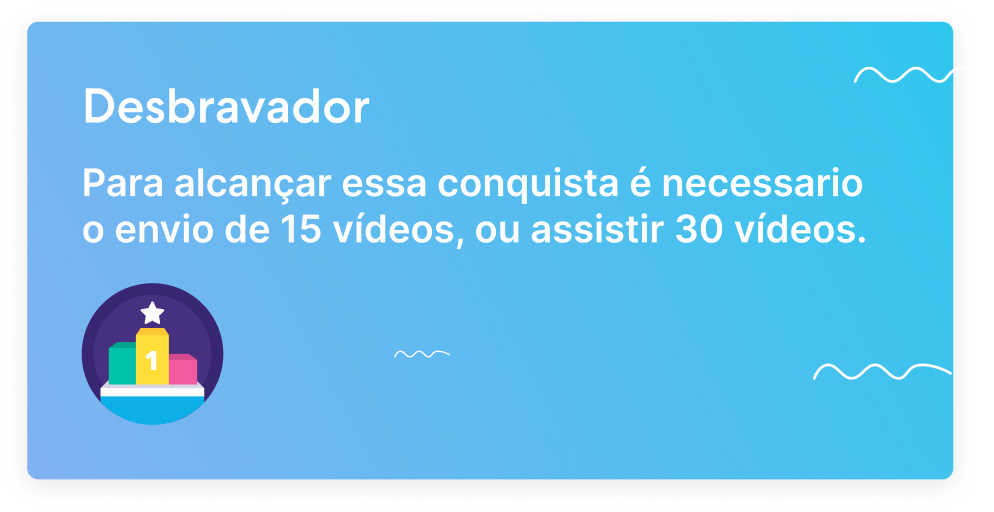 Desbravador
Para alcançar essa conquista é necessario
o envio de 15 vídeos, ou assistir 30 vídeos.
1